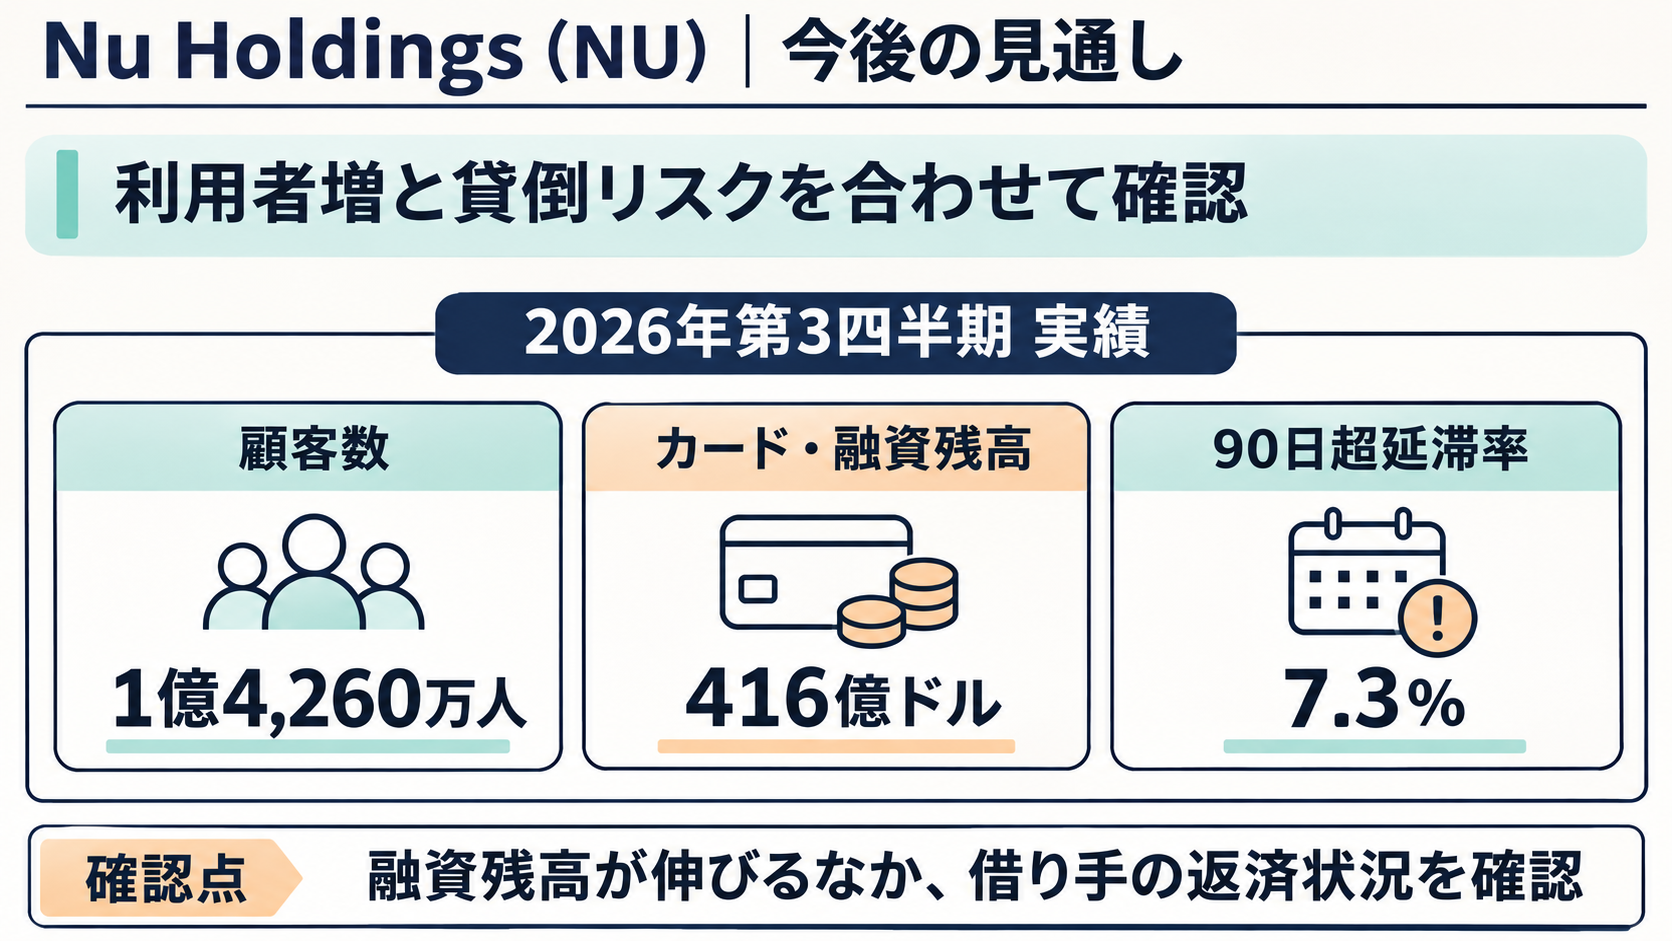 Nu Holdings（NU）｜今後の見通し
利用者増と貸倒リスクを合わせて確認
2026年第3四半期 実績
顧客数
1億4,260万人
カード・融資残高
416億ドル
90日超延滞率
7.3%
確認点
融資残高が伸びるなか、借り手の返済状況を確認